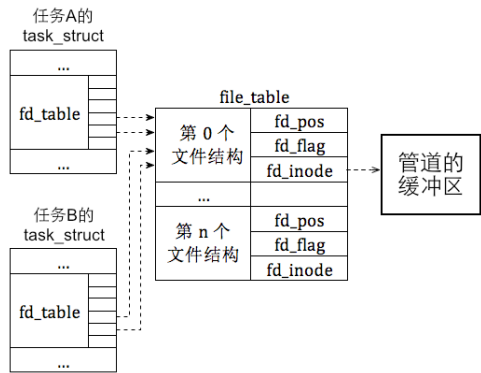 任务A的
task_struct
...
fd_table
...
任务B的
task_struct
...
fd_table
...
file_table
第 0 个
文件结构
fd_pos
fd_flag
fd_inode
...
第 n 个
文件结构
fd_pos
fd_flag
fd_inode
管道的
缓冲区